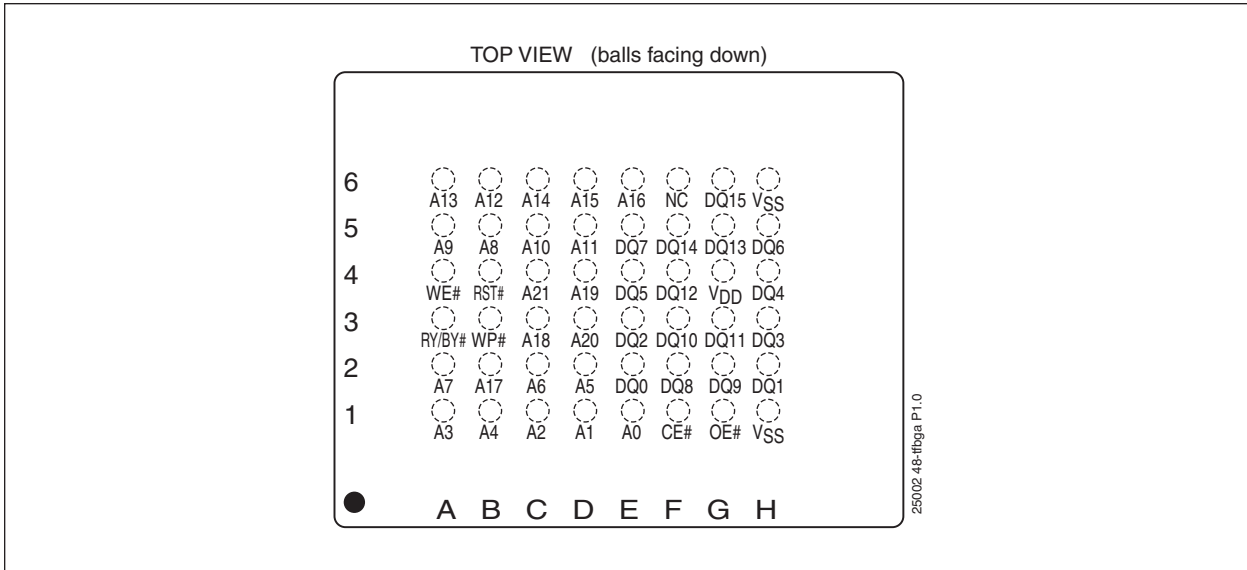 TOP VIEW (balls facing down)
6
A13 A12 A14 A15 A16 NC DQ15 VSS
5
A9 A8 A10 A11 DQ7 DQ14 DQ13 DQ6
4
WE# RST# A21 A19 DQ5 DQ12 VDD DQ4
3
RY/BY# WP# A18 A20 DQ2 DQ10 DQ11 DQ3
2
A7 A17 A6 A5 DQ0 DQ8 DQ9 DQ1
1
A3 A4 A2 A1 A0 CE# OE# VSS
A B C D E F G H
25002 48-tfbga P1.0